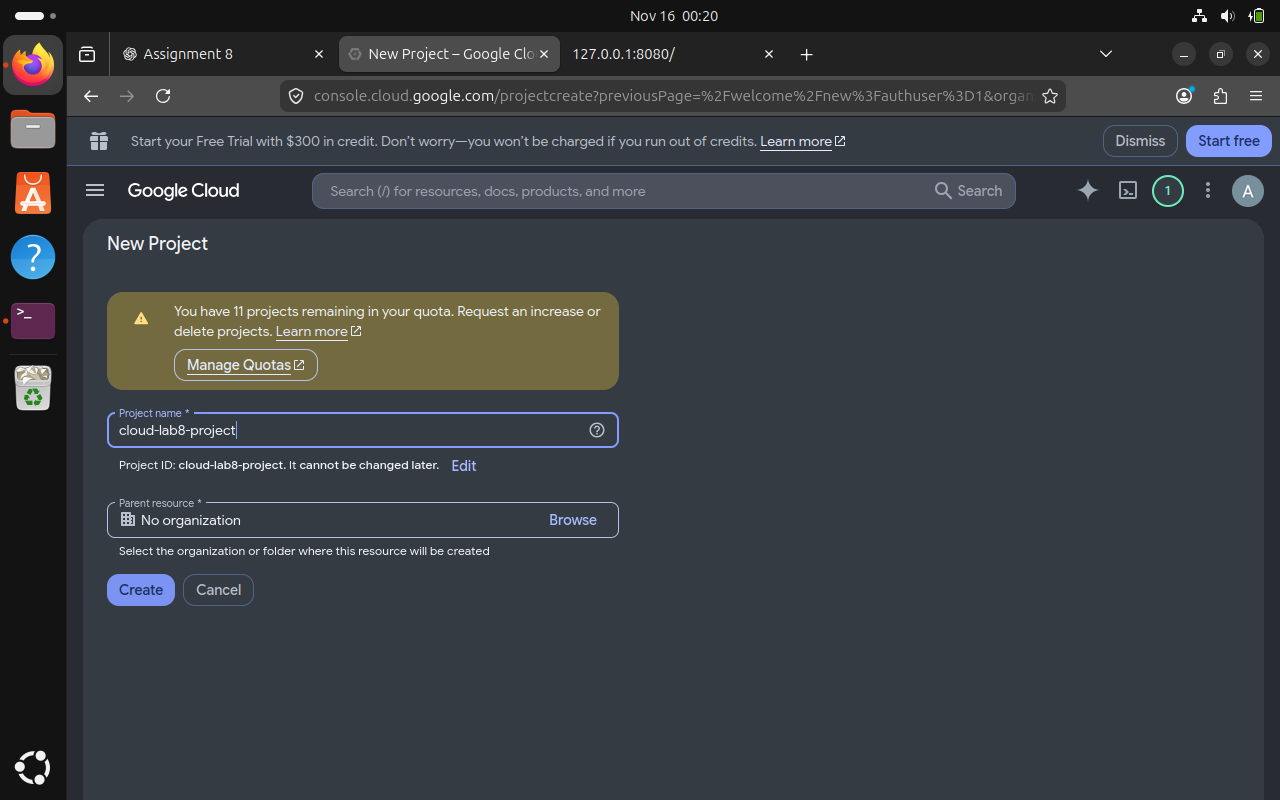 Nov 16 00:20
Assignment 8
New Project – Google Clo
127.0.0.1:8080/
console.cloud.google.com/projectcreate?previousPage=%2Fwelcome%2Fnew%3Fauthuser%3D1&organ
Start your Free Trial with $300 in credit. Don't worry—you won't be charged if you run out of credits. Learn more
Dismiss
Start free
Google Cloud
Search (/) for resources, docs, products, and more
Search
1
A
New Project
You have 11 projects remaining in your quota. Request an increase or
delete projects. Learn more
Manage Quotas
Project name *
cloud-lab8-project
Project ID: cloud-lab8-project. It cannot be changed later. Edit
Parent resource *
No organization
Browse
Select the organization or folder where this resource will be created
Create
Cancel